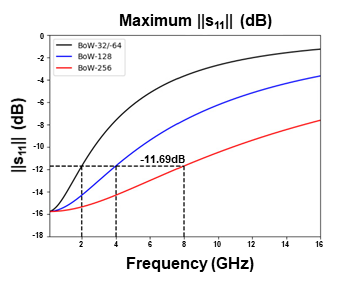 Maximum ||s11|| (dB)
BoW-32/-64
BoW-128
BoW-256
||s11|| (dB)
0
-2
-4
-6
-8
-10
-12
-14
-16
-18
-11.69dB
2
4
6
8
10
12
14
16
Frequency (GHz)